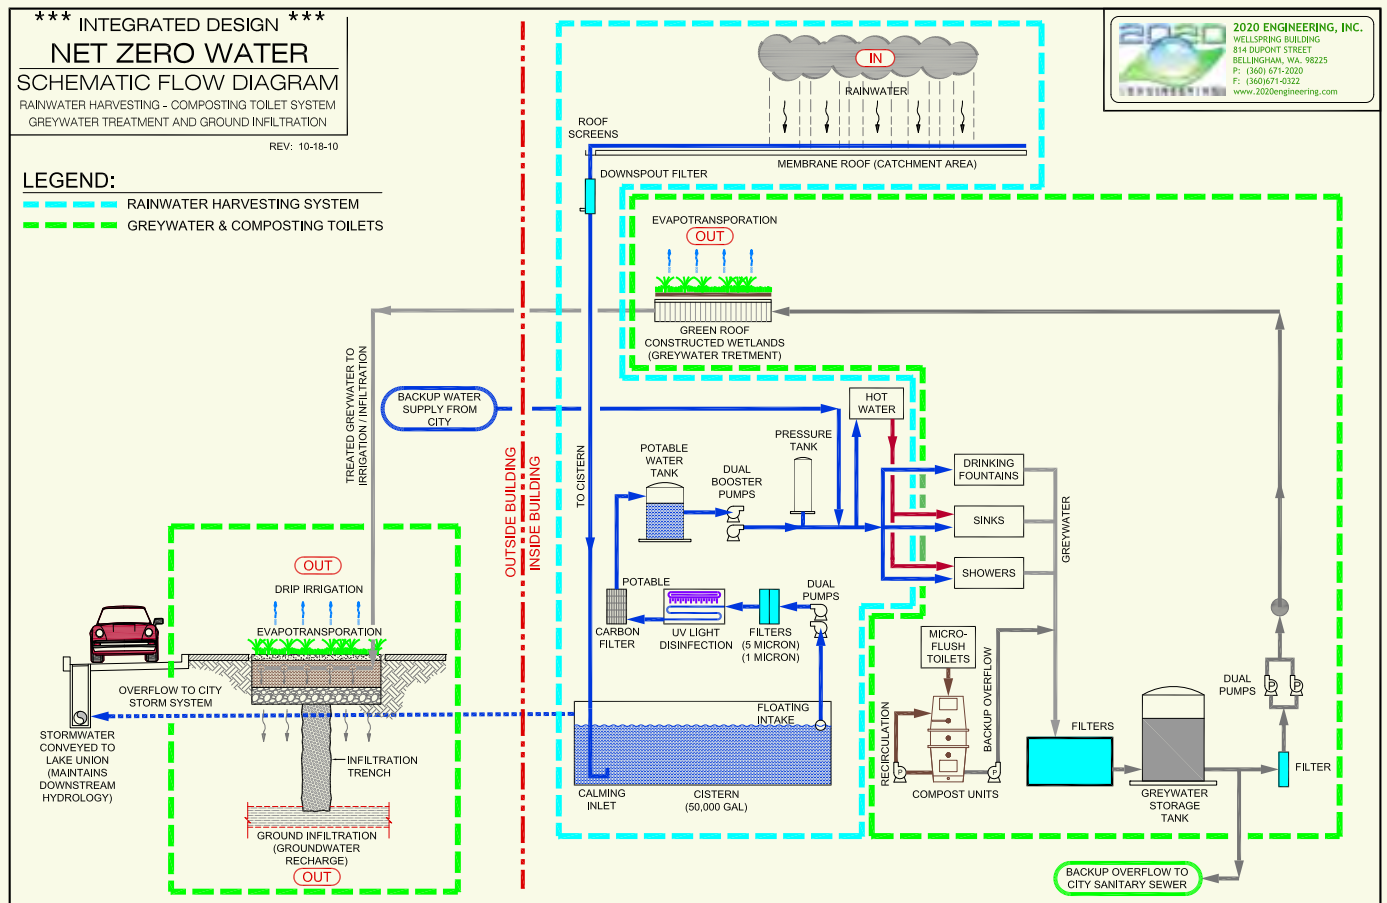 *** INTEGRATED DESIGN ***
NET ZERO WATER
SCHEMATIC FLOW DIAGRAM
RAINWATER HARVESTING - COMPOSTING TOILET SYSTEM
GREYWATER TREATMENT AND GROUND INFILTRATION
REV: 10-18-10
LEGEND:
RAINWATER HARVESTING SYSTEM
GREYWATER & COMPOSTING TOILETS
2020
ENGINEERING
2020 ENGINEERING, INC.
WELLSPRING BUILDING
814 DUPONT STREET
BELLINGHAM, WA. 98225
P: (360) 671-2020
F: (360)671-0322
www.2020engineering.com
IN
RAINWATER
ROOF
SCREENS
MEMBRANE ROOF (CATCHMENT AREA)
DOWNSPOUT FILTER
EVAPOTRANSPORATION
OUT
GREEN ROOF
CONSTRUCTED WETLANDS
(GREYWATER TRETMENT)
TREATED GREYWATER TO
IRRIGATION / INFILTRATION
BACKUP WATER
SUPPLY FROM
CITY
OUTSIDE BUILDING
INSIDE BUILDING
TO CISTERN
HOT
WATER
PRESSURE
TANK
POTABLE
WATER
TANK
DUAL
BOOSTER
PUMPS
DRINKING
FOUNTAINS
SINKS
SHOWERS
GREYWATER
POTABLE
CARBON
FILTER
UV LIGHT
DISINFECTION
FILTERS
(5 MICRON)
(1 MICRON)
DUAL
PUMPS
FLOATING
INTAKE
CALMING
INLET
CISTERN
(50,000 GAL)
MICRO-
FLUSH
TOILETS
RECIRCULATION
BACKUP OVERFLOW
P
P
COMPOST UNITS
FILTERS
GREYWATER
STORAGE
TANK
DUAL
PUMPS
P
P
FILTER
BACKUP OVERFLOW TO
CITY SANITARY SEWER
OUT
DRIP IRRIGATION
EVAPOTRANSPORATION
OVERFLOW TO CITY
STORM SYSTEM
STORMWATER
CONVEYED TO
LAKE UNION
(MAINTAINS
DOWNSTREAM
HYDROLOGY)
INFILTRATION
TRENCH
GROUND INFILTRATION
(GROUNDWATER
RECHARGE)
OUT